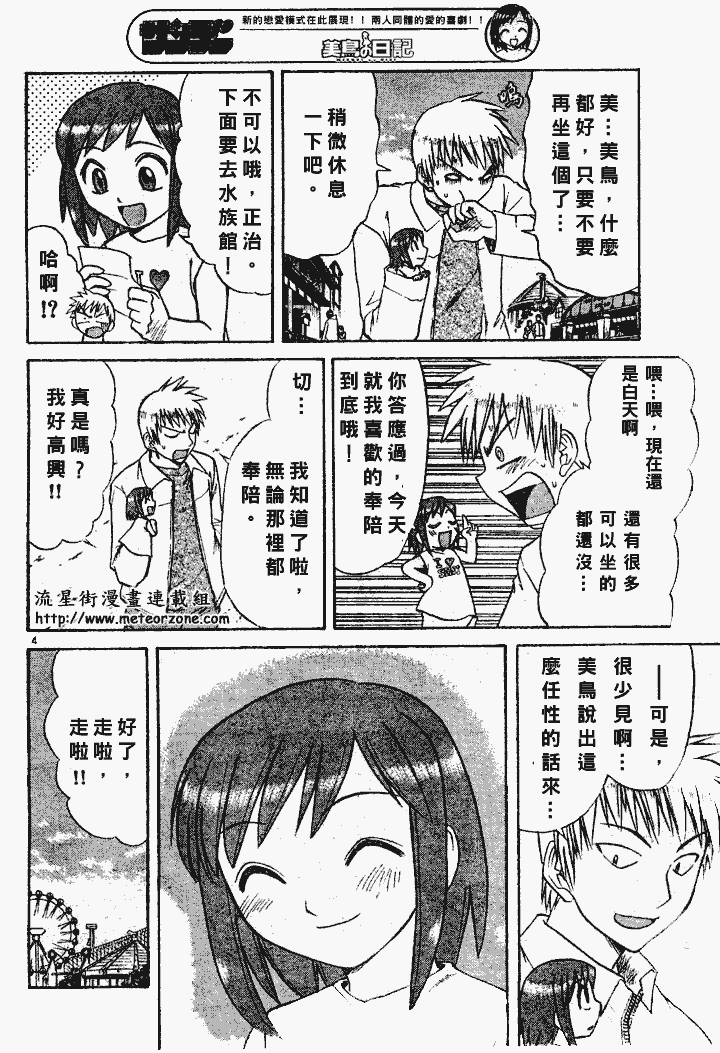 新的戀愛模式在此展現！！兩人同體的愛的喜劇！！
美鳥の日記
美…美鳥，什麼
都好，只要不要
再坐這個了…
嗚
稍微休息
一下吧。
不可以哦，正治。
下面要去水族館！
哈啊!?
喂…喂，現在還
是白天啊
還有很多
可以坐的
都還沒…
你答應過，今天
就我喜歡的奉陪
到底哦！
切…
我知道了啦，
無論那裡都
奉陪。
真是嗎？
我好高興!!
流星街漫畫連載組
http://www.meteorzone.com
4
——可是，
很少見啊…
美鳥說出這
麼任性的話來…
好了，
走啦，
走啦!!